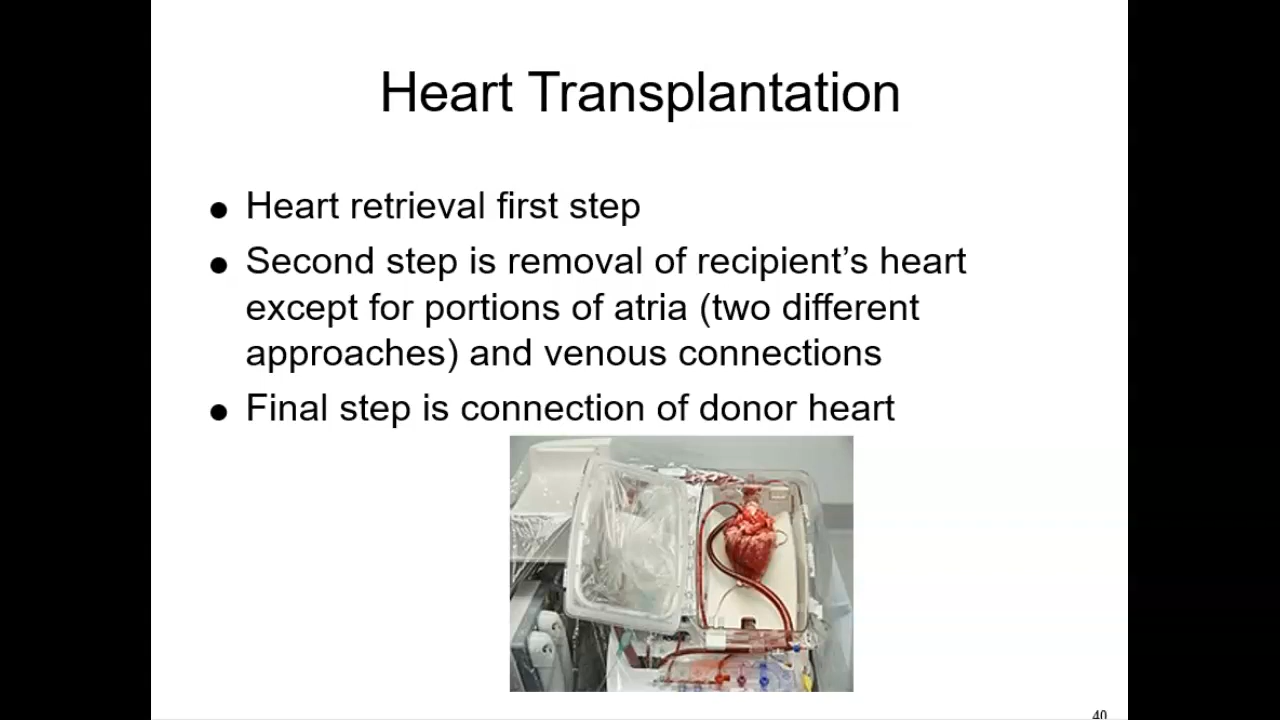 Heart Transplantation
● Heart retrieval first step
● Second step is removal of recipient’s heart
except for portions of atria (two different
approaches) and venous connections
● Final step is connection of donor heart
40